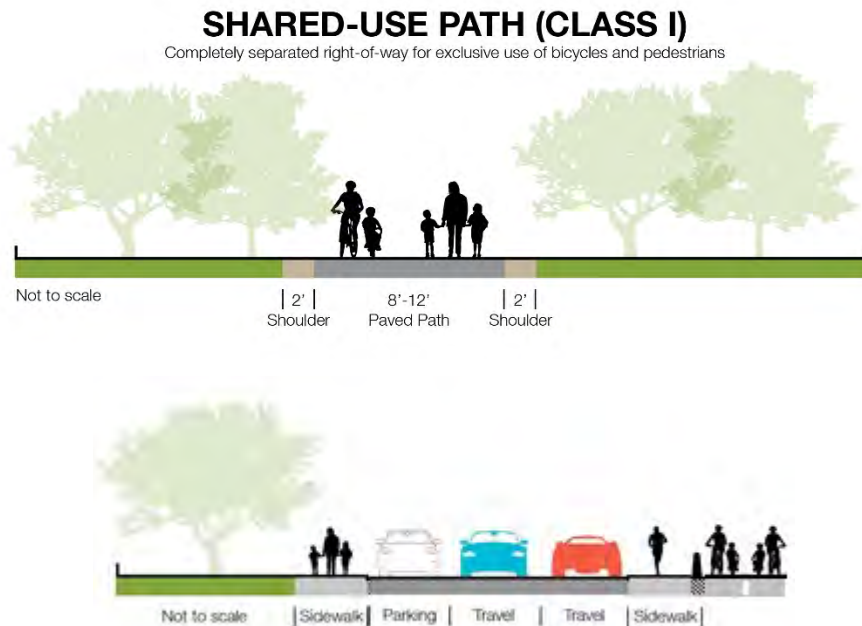 SHARED-USE PATH (CLASS I)
Completely separated right-of-way for exclusive use of bicycles and pedestrians
Not to scale
2' 8'-12' 2'
Shoulder Paved Path Shoulder
Not to scale Sidewalk Parking Travel Travel Sidewalk